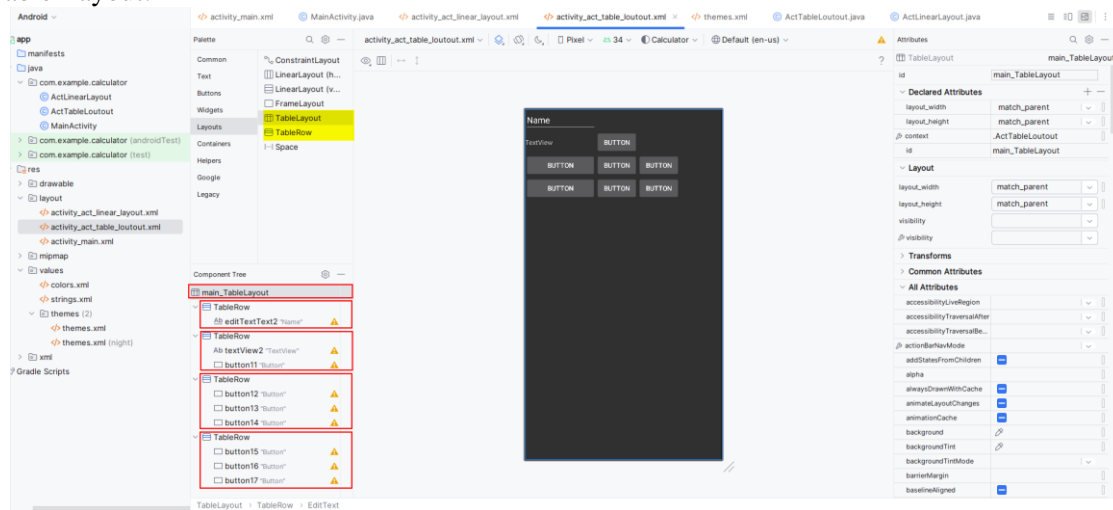 Android
activity_main.xml
MainActivity.java
activity_act_linear_layout.xml
activity_act_table_loutout.xml
themes.xml
ActTableLoutout.java
ActLinearLayout.java
app
manifests
java
com.example.calculator
ActLinearLayout
ActTableLoutout
MainActivity
com.example.calculator (androidTest)
com.example.calculator (test)
res
drawable
layout
activity_act_linear_layout.xml
activity_act_table_loutout.xml
activity_main.xml
mipmap
values
colors.xml
strings.xml
themes (2)
themes.xml
themes.xml (night)
xml
Gradle Scripts
Palette
Common
Text
Buttons
Widgets
Layouts
Containers
Helpers
Google
Legacy
ConstraintLayout
LinearLayout (h...
LinearLayout (v...
FrameLayout
TableLayout
TableRow
Space
Component Tree
main_TableLayout
TableRow
Ab editTextText2 "Name"
TableRow
Ab textView2 "TextView"
button11 "Button"
TableRow
button12 "Button"
button13 "Button"
button14 "Button"
TableRow
button15 "Button"
button16 "Button"
button17 "Button"
TableLayout > TableRow > EditText
activity_act_table_loutout.xml
Pixel
34
Calculator
Default (en-us)
?
Name
TextView BUTTON
BUTTON BUTTON BUTTON
BUTTON BUTTON BUTTON
Attributes
TableLayout main_TableLayout
id main_TableLayout
Declared Attributes
layout_width match_parent
layout_height match_parent
context .ActTableLoutout
id main_TableLayout
Layout
layout_width match_parent
layout_height match_parent
visibility
visibility
Transforms
Common Attributes
All Attributes
accessibilityLiveRegion
accessibilityTraversalAfter
accessibilityTraversalBe...
actionBarNavMode
addStatesFromChildren
alpha
alwaysDrawnWithCache
animateLayoutChanges
animationCache
background
backgroundTint
backgroundTintMode
barrierMargin
baselineAligned